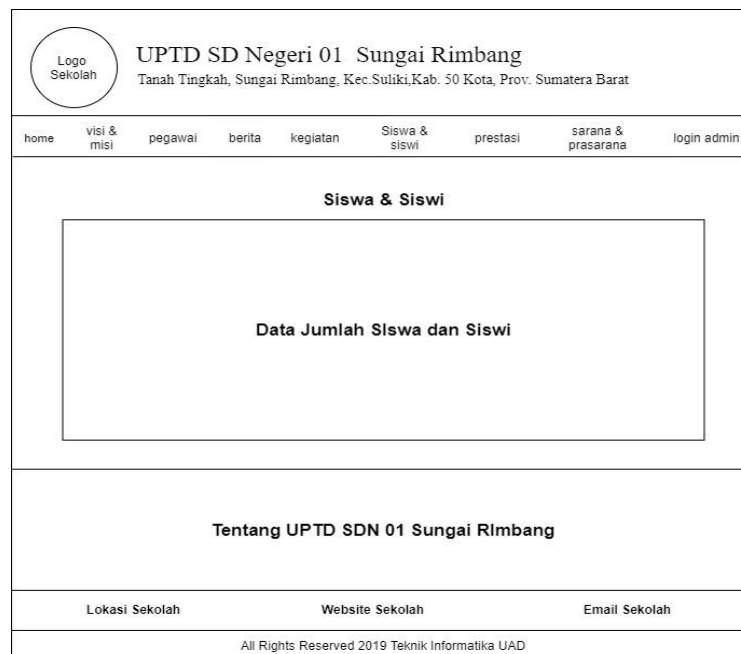 Logo
Sekolah
UPTD SD Negeri 01 Sungai Rimbang
Tanah Tingkah, Sungai Rimbang, Kec.Suliki,Kab. 50 Kota, Prov. Sumatera Barat
home
visi &
misi
pegawai
berita
kegiatan
Siswa &
siswi
prestasi
sarana &
prasarana
login admin
Siswa & Siswi
Data Jumlah SIswa dan Siswi
Tentang UPTD SDN 01 Sungai RImbang
Lokasi Sekolah
Website Sekolah
Email Sekolah
All Rights Reserved 2019 Teknik Informatika UAD